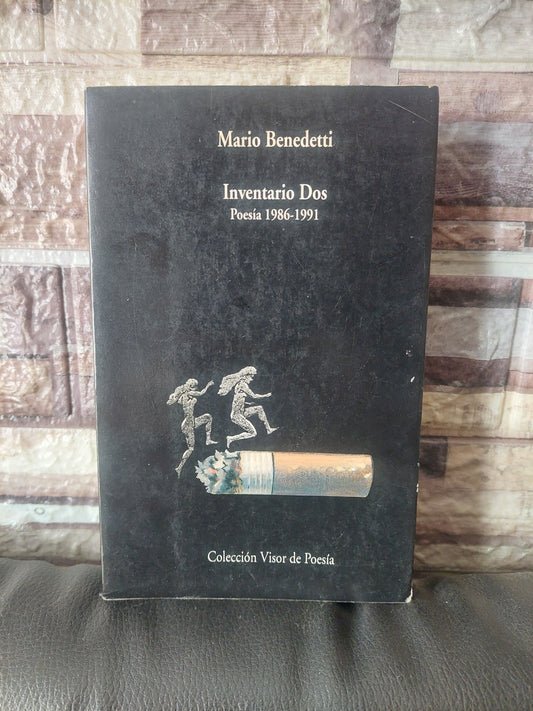 Mario Benedetti
Inventario Dos
Poesía 1986-1991
Colección Visor de Poesía